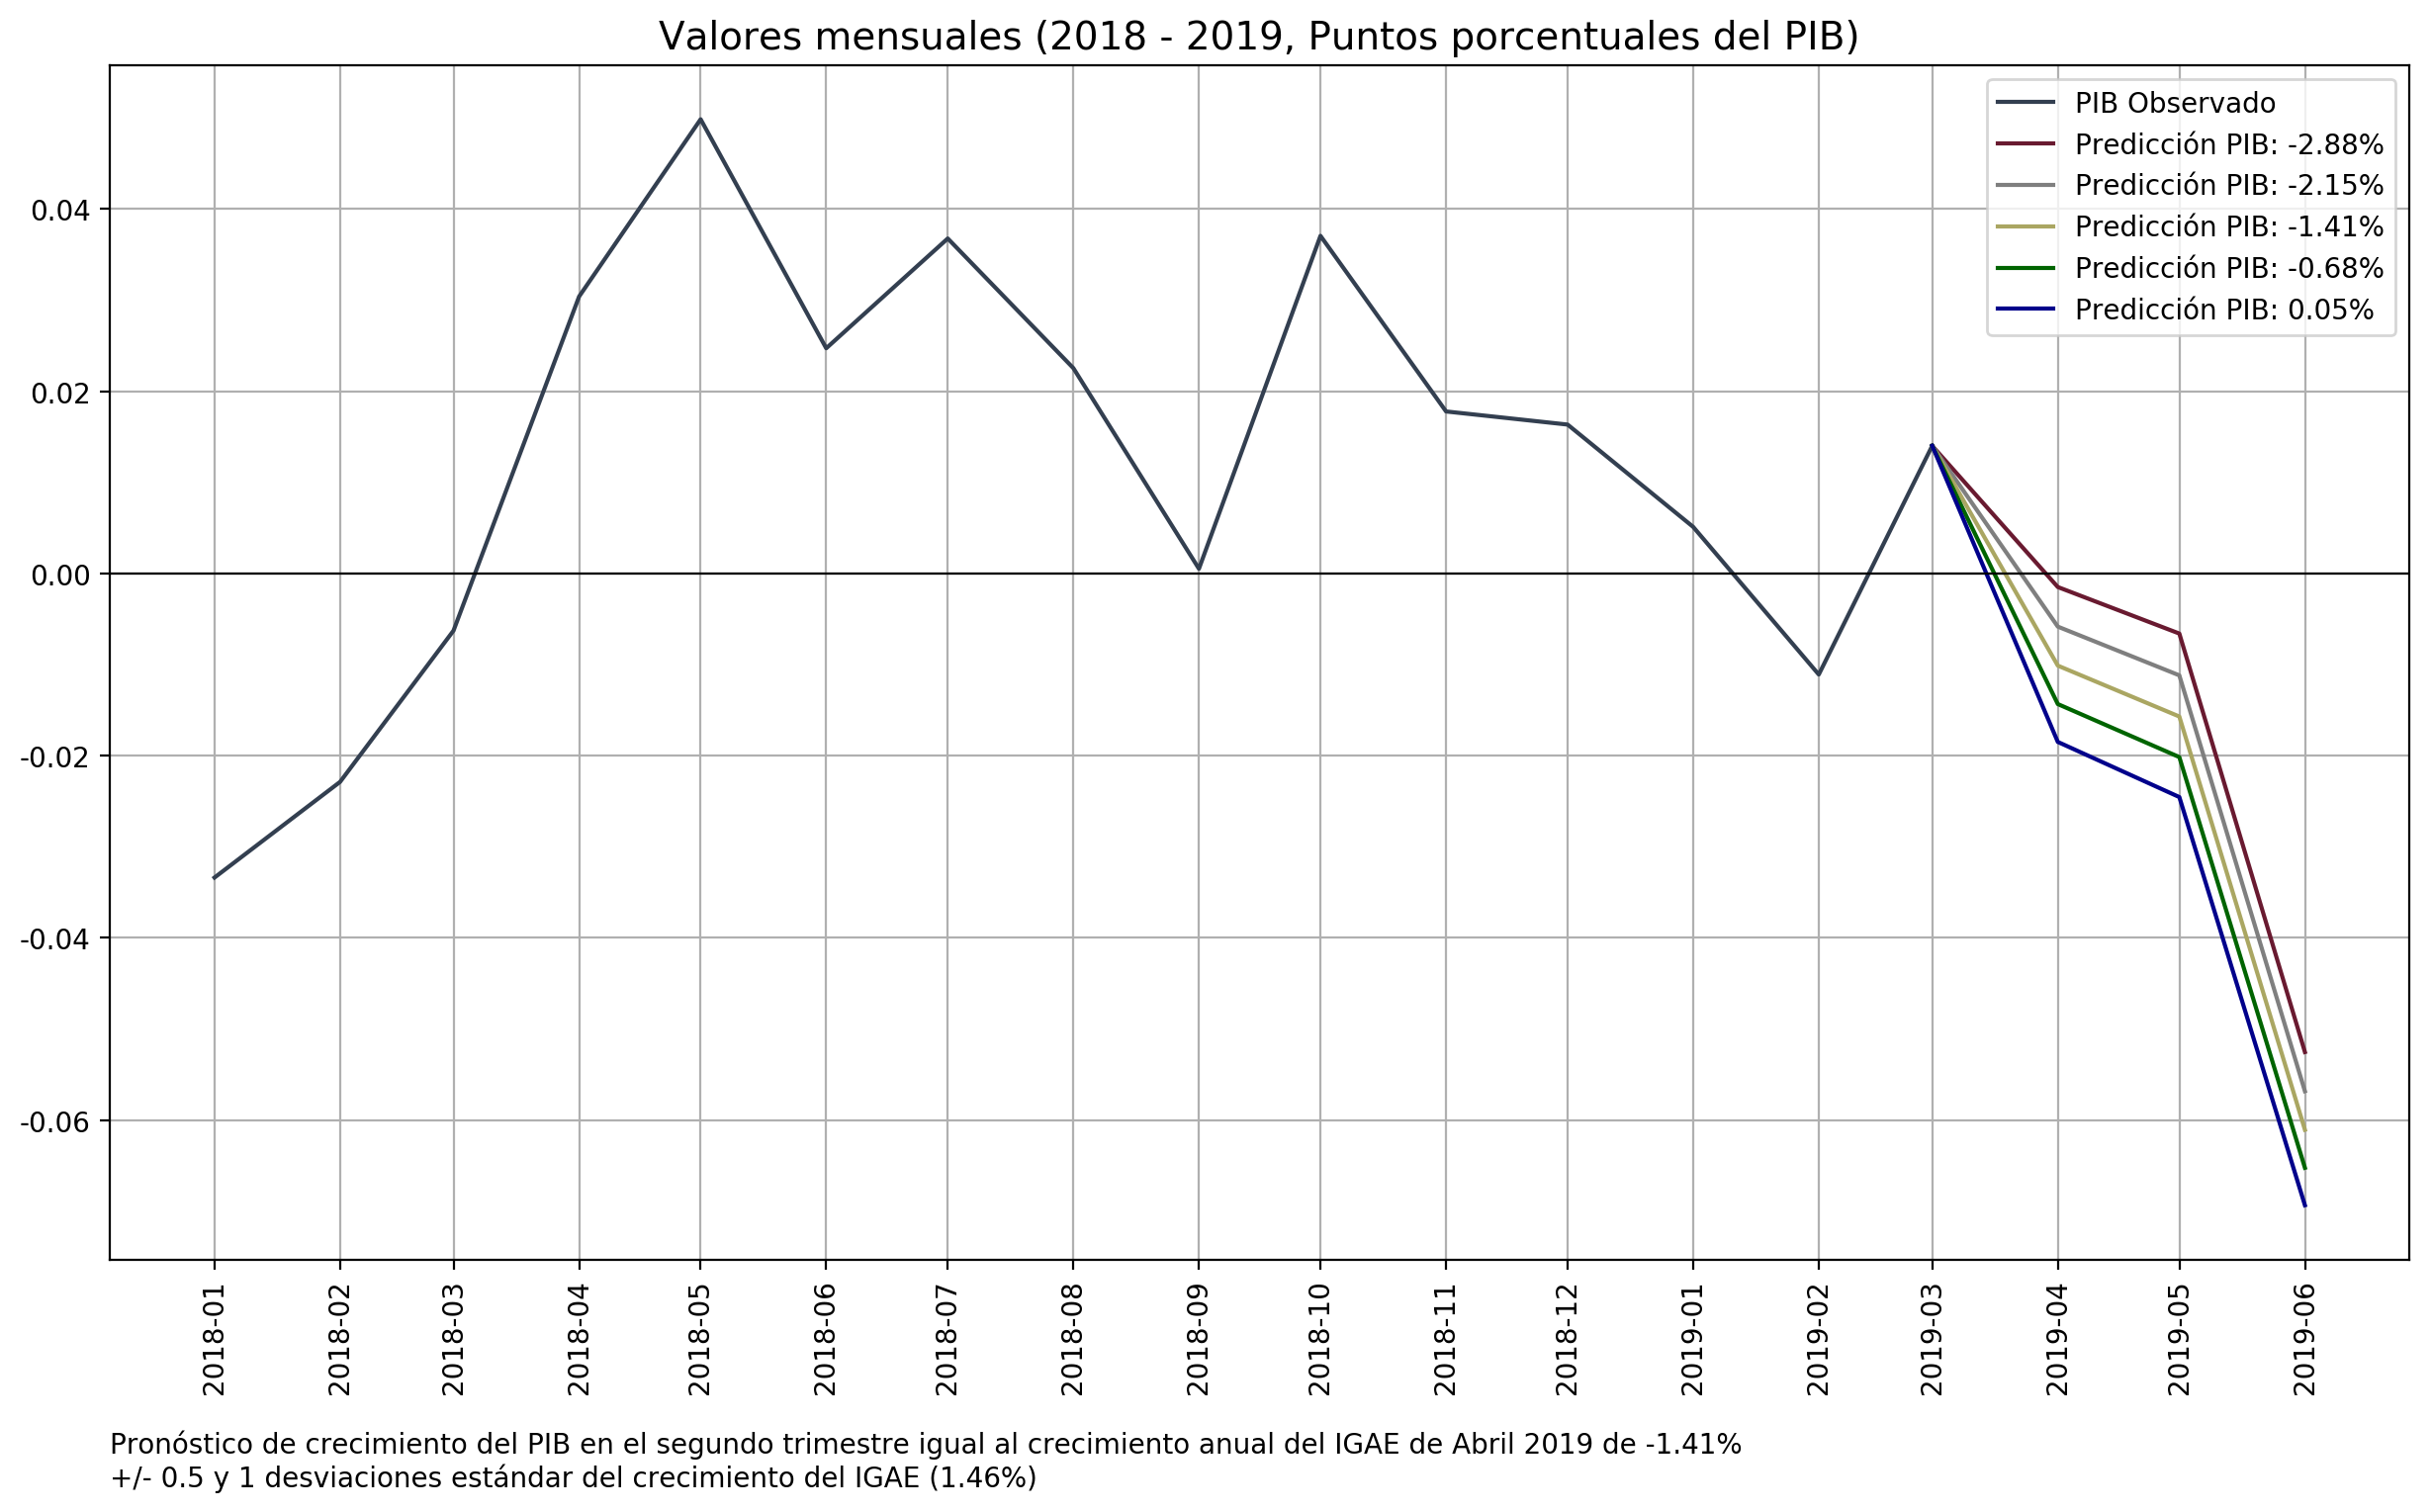 Valores mensuales (2018 - 2019, Puntos porcentuales del PIB)
PIB Observado
Predicción PIB: -2.88%
Predicción PIB: -2.15%
Predicción PIB: -1.41%
Predicción PIB: -0.68%
Predicción PIB: 0.05%
0.04
0.02
0.00
-0.02
-0.04
-0.06
2018-01
2018-02
2018-03
2018-04
2018-05
2018-06
2018-07
2018-08
2018-09
2018-10
2018-11
2018-12
2019-01
2019-02
2019-03
2019-04
2019-05
2019-06
Pronóstico de crecimiento del PIB en el segundo trimestre igual al crecimiento anual del IGAE de Abril 2019 de -1.41%
+/- 0.5 y 1 desviaciones estándar del crecimiento del IGAE (1.46%)